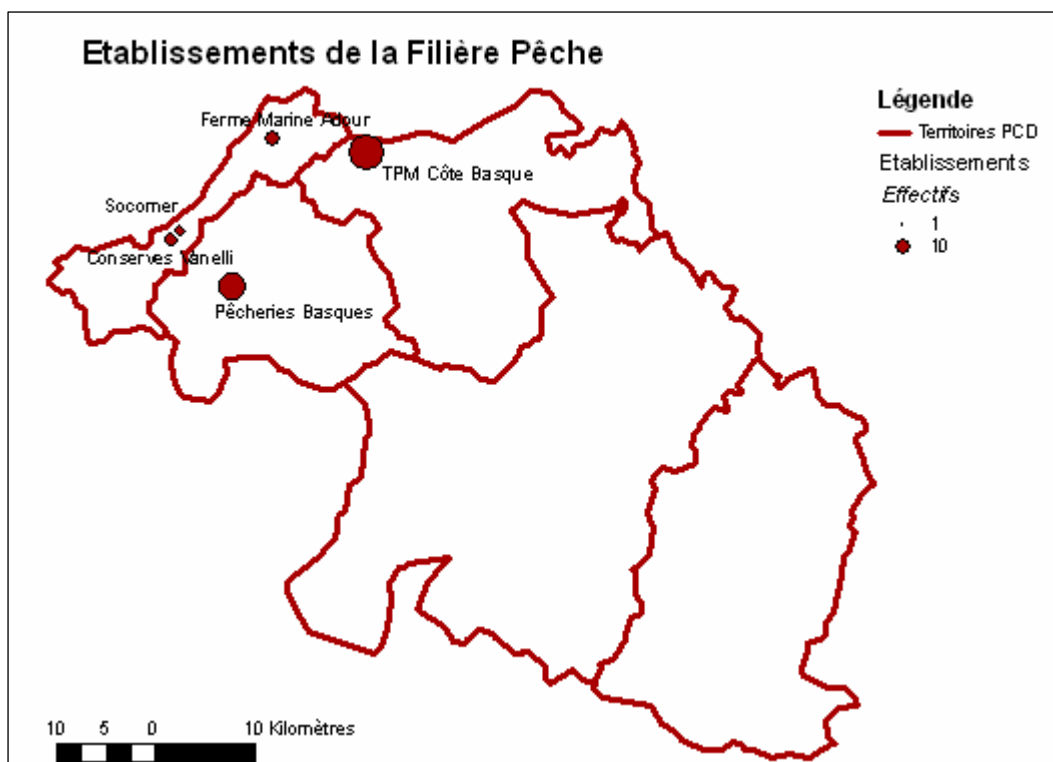 Etablissements de la Filière Pêche
Ferme Marine Adour
TPM Côte Basque
Socomer
Conserves Yanelli
Pêcheries Basques
Légende
Territoires PCD
Etablissements
Effectifs
1
10
10 5 0 10 Kilomètres